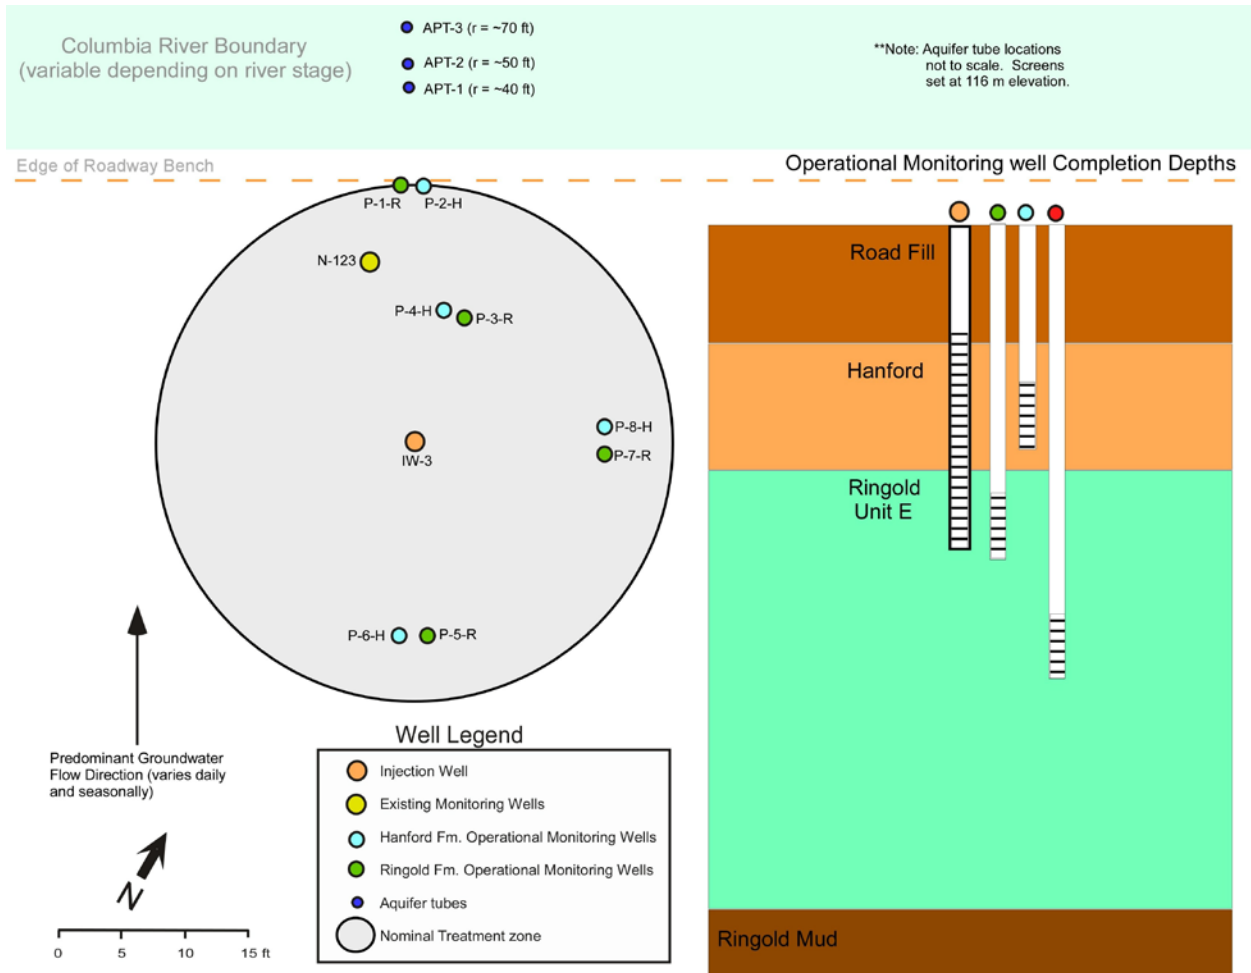 Columbia River Boundary
(variable depending on river stage)
APT-3 (r = ~70 ft)
APT-2 (r = ~50 ft)
APT-1 (r = ~40 ft)
**Note: Aquifer tube locations
not to scale. Screens
set at 116 m elevation.
Edge of Roadway Bench
Operational Monitoring well Completion Depths
P-1-R
P-2-H
N-123
P-4-H
P-3-R
P-8-H
P-7-R
IW-3
P-6-H
P-5-R
Road Fill
Hanford
Ringold
Unit E
Ringold Mud
Predominant Groundwater
Flow Direction (varies daily
and seasonally)
N
0 5 10 15 ft
Well Legend
Injection Well
Existing Monitoring Wells
Hanford Fm. Operational Monitoring Wells
Ringold Fm. Operational Monitoring Wells
Aquifer tubes
Nominal Treatment zone